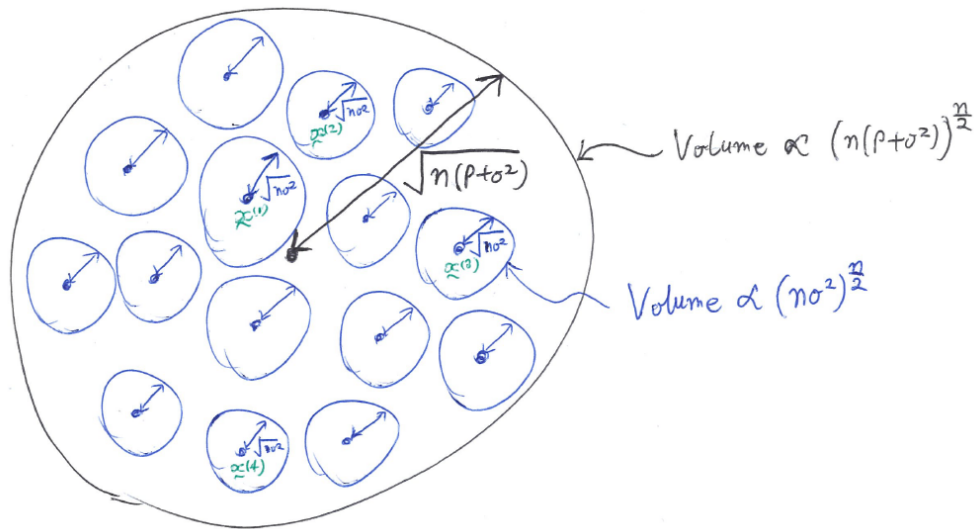 √nσ²
x(2)
√n(P+σ²)
Volume ∝ (n(P+σ²))^{n/2}
√nσ²
x(1)
√nσ²
x(3)
Volume ∝ (nσ²)^{n/2}
√nσ²
x(4)